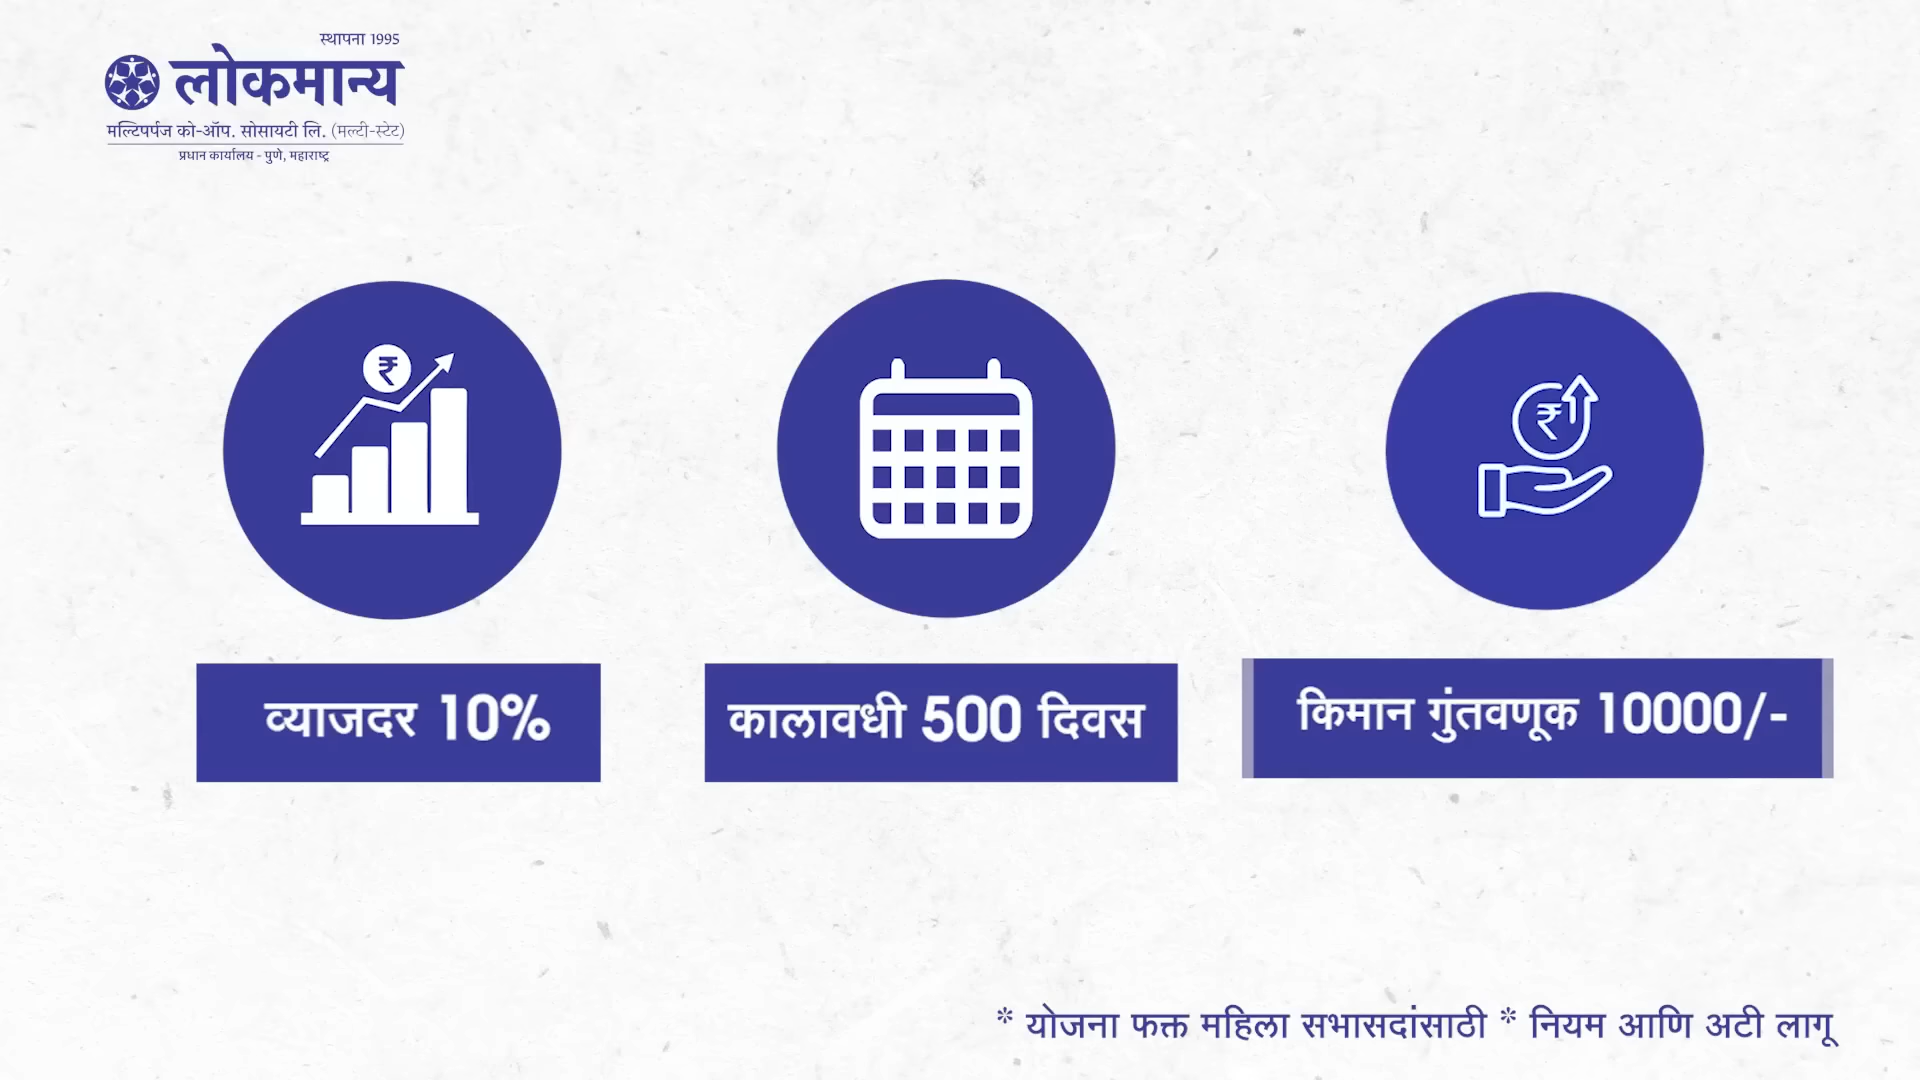 स्थापना 1995
लोकमान्य
मल्टिपर्पज को-ऑप. सोसायटी लि. (मल्टी-स्टेट)
प्रधान कार्यालय - पुणे, महाराष्ट्र
व्याजदर 10%
कालावधी 500 दिवस
किमान गुंतवणूक 10000/-
* योजना फक्त महिला सभासदांसाठी * नियम आणि अटी लागू